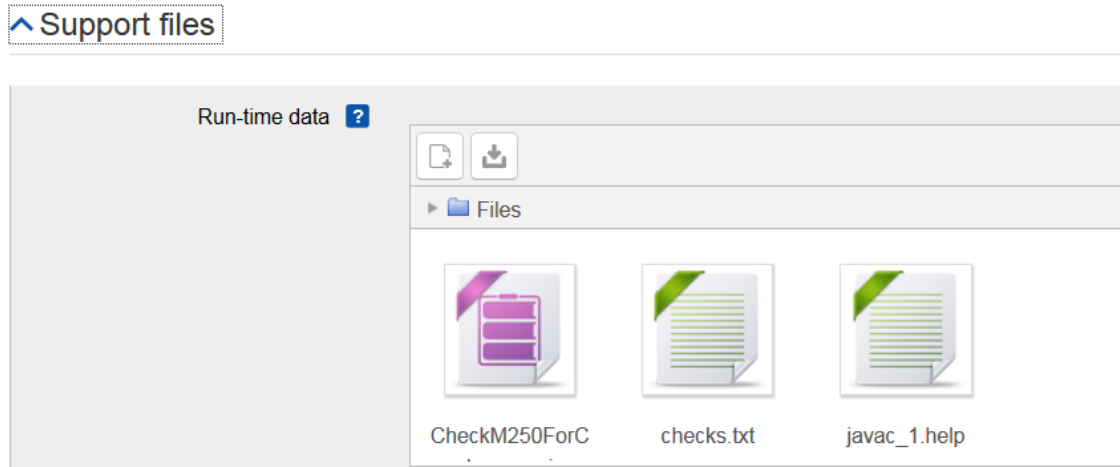 Support files
Run-time data ?
Files
CheckM250ForC
checks.txt
javac_1.help